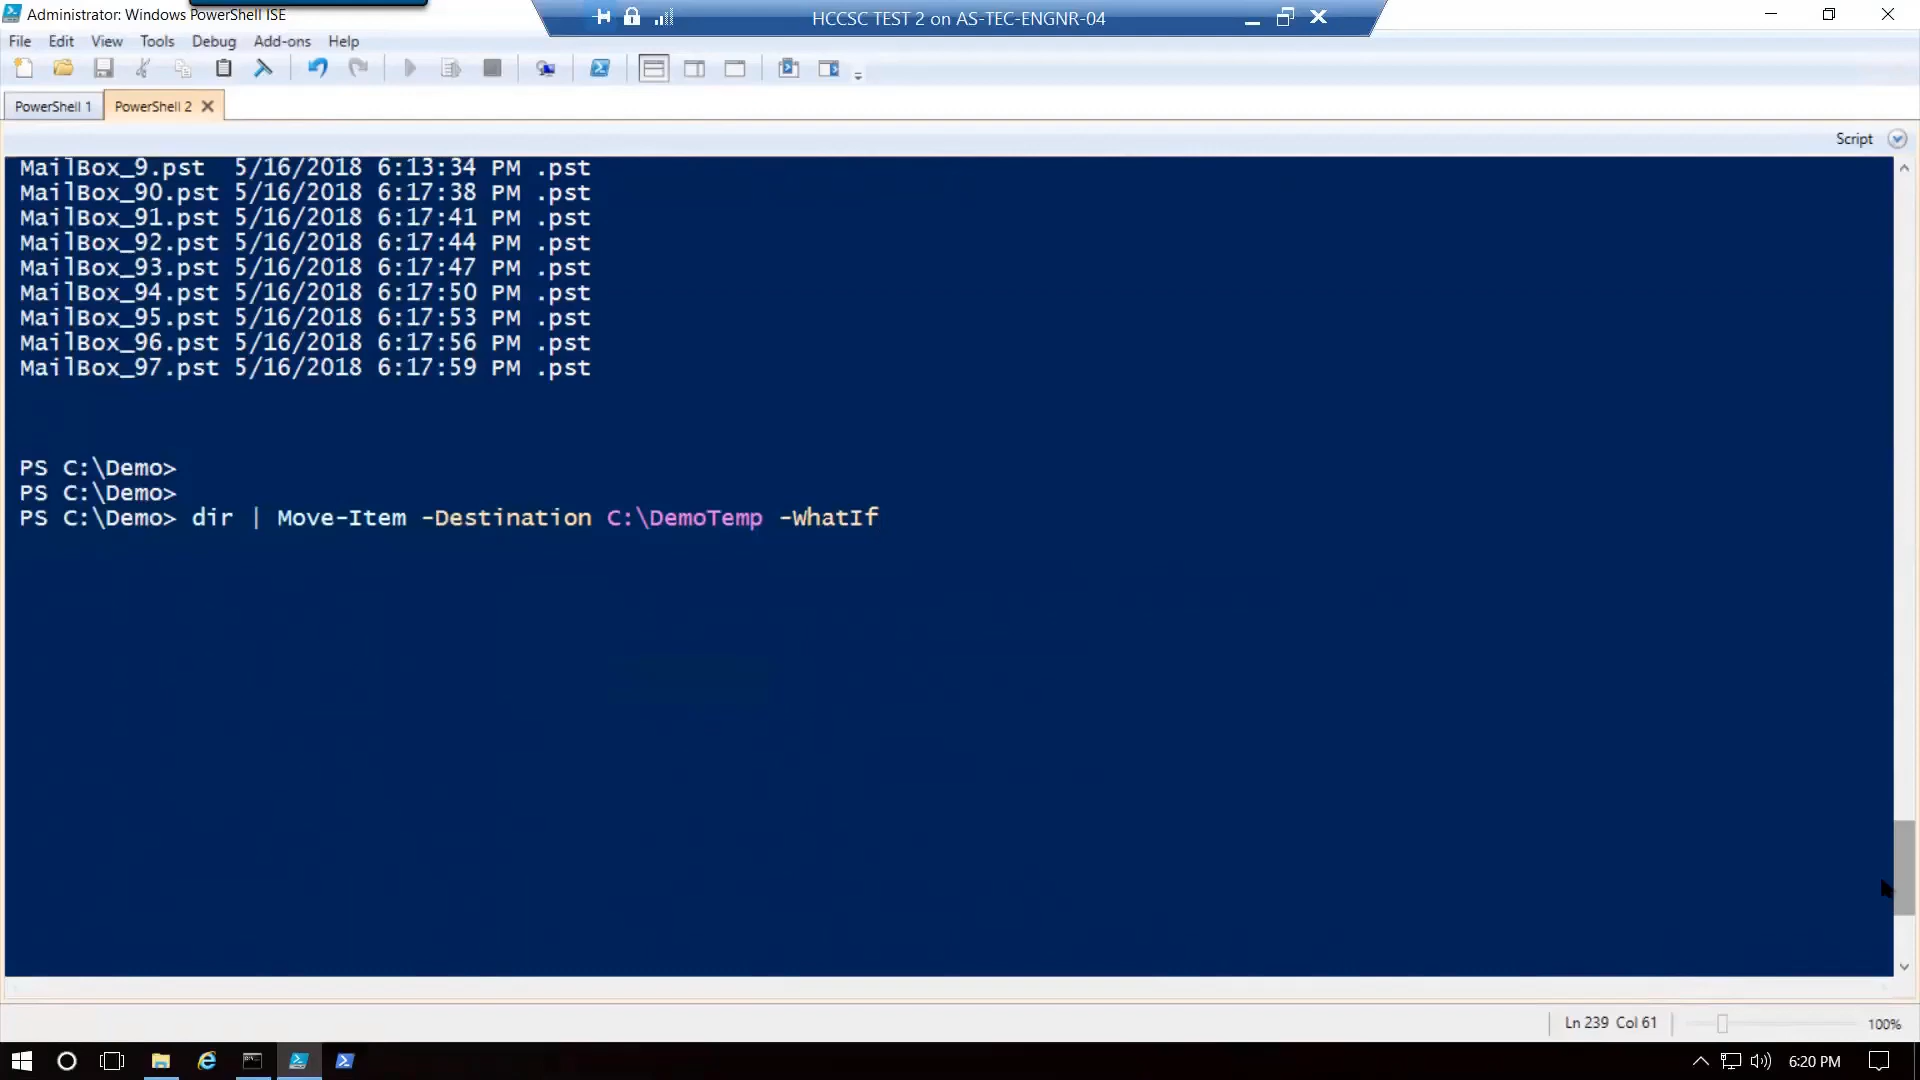 Administrator: Windows PowerShell ISE
HCCSC TEST 2 on AS-TEC-ENGNR-04
File Edit View Tools Debug Add-ons Help
PowerShell 1 PowerShell 2
Script
MailBox_9.pst 5/16/2018 6:13:34 PM .pst
MailBox_90.pst 5/16/2018 6:17:38 PM .pst
MailBox_91.pst 5/16/2018 6:17:41 PM .pst
MailBox_92.pst 5/16/2018 6:17:44 PM .pst
MailBox_93.pst 5/16/2018 6:17:47 PM .pst
MailBox_94.pst 5/16/2018 6:17:50 PM .pst
MailBox_95.pst 5/16/2018 6:17:53 PM .pst
MailBox_96.pst 5/16/2018 6:17:56 PM .pst
MailBox_97.pst 5/16/2018 6:17:59 PM .pst
PS C:\Demo>
PS C:\Demo>
PS C:\Demo> dir | Move-Item -Destination C:\DemoTemp -WhatIf
Ln 239 Col 61
100%
6:20 PM